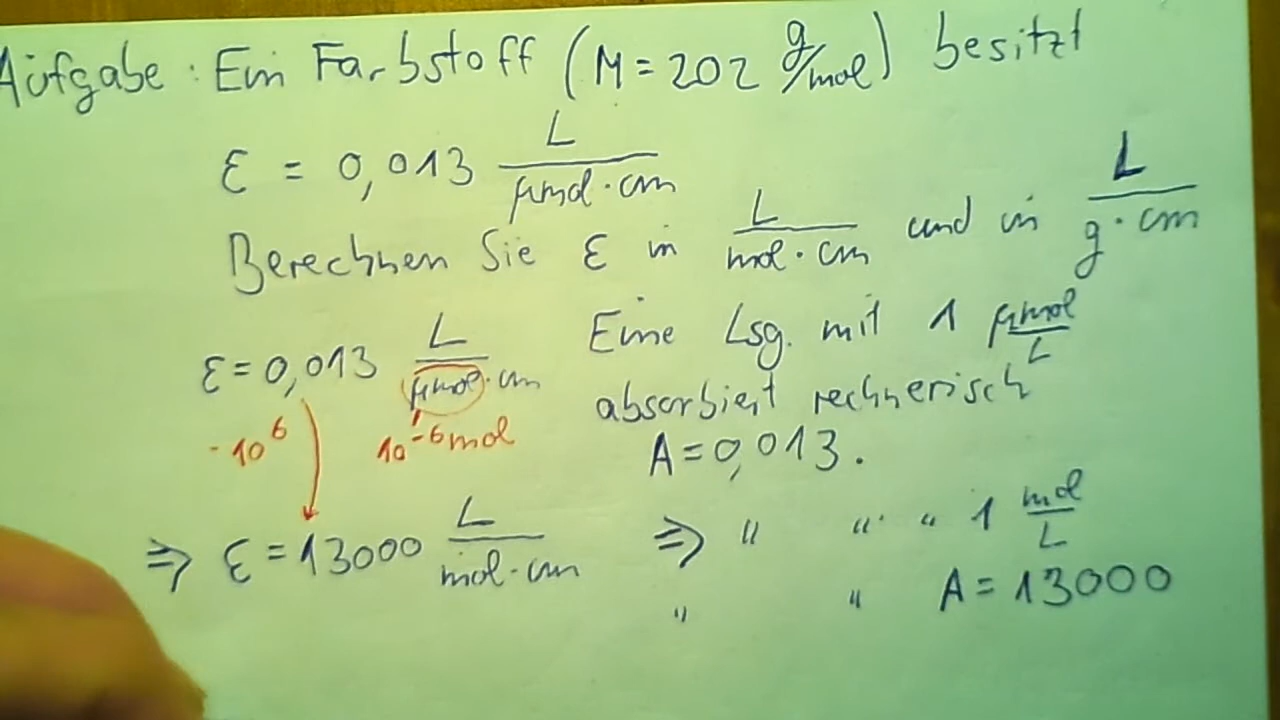 Aufgabe: Ein Farbstoff (M = 202 g/mol) besitzt
ε = 0,013 L/(µmol · cm)
Berechnen Sie ε in L/(mol · cm) und in L/(g · cm)
ε = 0,013 L/(µmol · cm)
· 10⁶
10⁻⁶ mol
⇒ ε = 13000 L/(mol · cm)
Eine Lsg. mit 1 µmol/L
absorbiert rechnerisch
A = 0,013.
⇒ " " " 1 mol/L
" " A = 13000